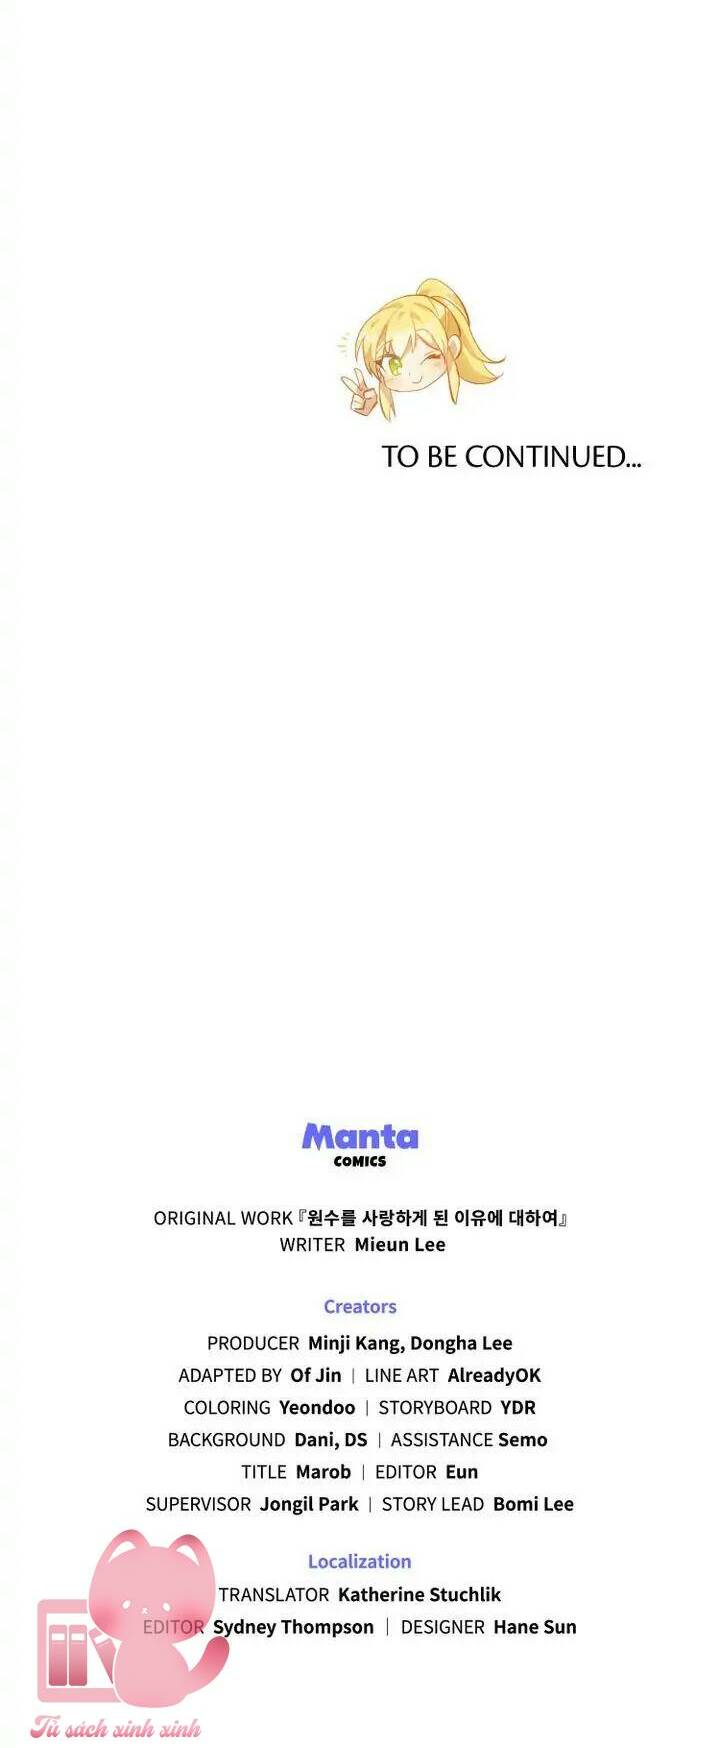 TO BE CONTINUED...
Manta
COMICS
ORIGINAL WORK『원수를 사랑하게 된 이유에 대하여』
WRITER Mieun Lee
Creators
PRODUCER Minji Kang, Dongha Lee
ADAPTED BY Of Jin | LINE ART AlreadyOK
COLORING Yeondoo | STORYBOARD YDR
BACKGROUND Dani, DS | ASSISTANCE Semo
TITLE Marob | EDITOR Eun
SUPERVISOR Jongil Park | STORY LEAD Bomi Lee
Localization
TRANSLATOR Katherine Stuchlik
EDITOR Sydney Thompson | DESIGNER Hane Sun
Tủ sách xinh xinh